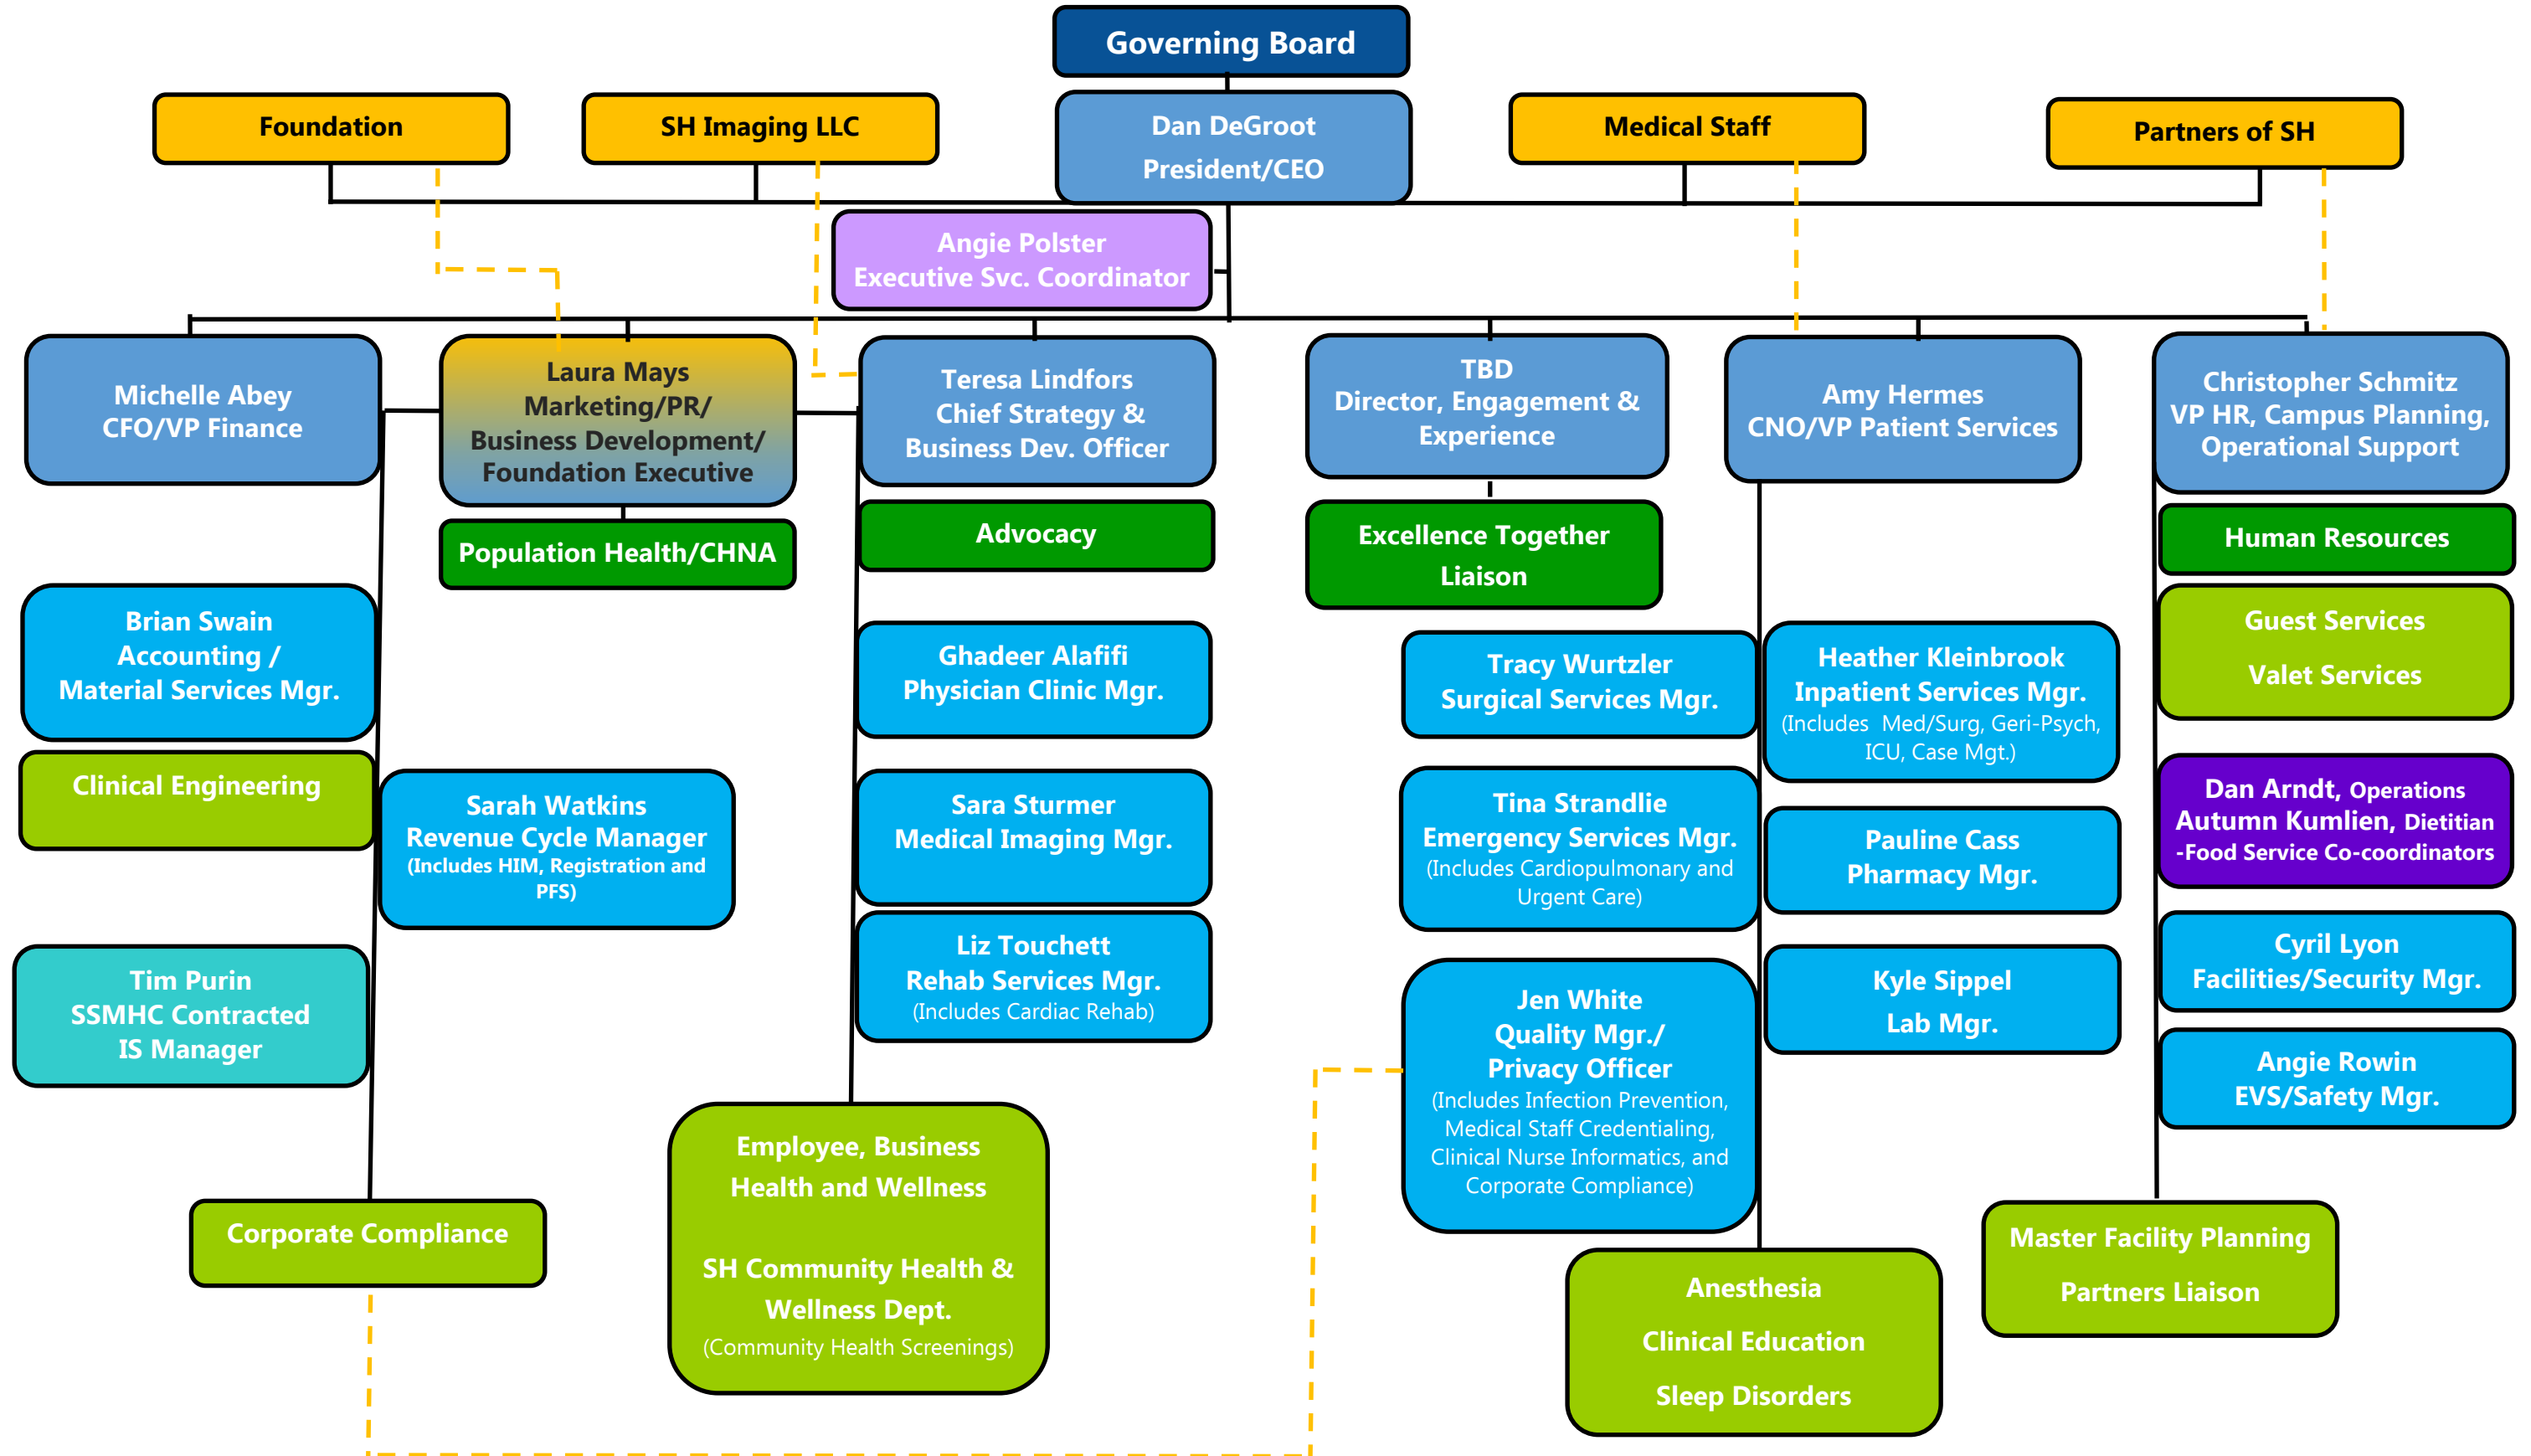 Governing Board
Foundation
SH Imaging LLC
Dan DeGroot
President/CEO
Medical Staff
Partners of SH
Angie Polster
Executive Svc. Coordinator
Michelle Abey
CFO/VP Finance
Laura Mays
Marketing/PR/
Business Development/
Foundation Executive
Teresa Lindfors
Chief Strategy &
Business Dev. Officer
TBD
Director, Engagement &
Experience
Amy Hermes
CNO/VP Patient Services
Christopher Schmitz
VP HR, Campus Planning,
Operational Support
Population Health/CHNA
Advocacy
Excellence Together
Liaison
Human Resources
Brian Swain
Accounting /
Material Services Mgr.
Ghadeer Alafifi
Physician Clinic Mgr.
Tracy Wurtzler
Surgical Services Mgr.
Heather Kleinbrook
Inpatient Services Mgr.
(Includes Med/Surg, Geri-Psych,
ICU, Case Mgt.)
Guest Services
Valet Services
Clinical Engineering
Sarah Watkins
Revenue Cycle Manager
(Includes HIM, Registration and
PFS)
Sara Sturmer
Medical Imaging Mgr.
Tina Strandlie
Emergency Services Mgr.
(Includes Cardiopulmonary and
Urgent Care)
Pauline Cass
Pharmacy Mgr.
Dan Arndt, Operations
Autumn Kumlien, Dietitian
-Food Service Co-coordinators
Tim Purin
SSMHC Contracted
IS Manager
Liz Touchett
Rehab Services Mgr.
(Includes Cardiac Rehab)
Jen White
Quality Mgr./
Privacy Officer
(Includes Infection Prevention,
Medical Staff Credentialing,
Clinical Nurse Informatics, and
Corporate Compliance)
Kyle Sippel
Lab Mgr.
Cyril Lyon
Facilities/Security Mgr.
Angie Rowin
EVS/Safety Mgr.
Corporate Compliance
Employee, Business
Health and Wellness
SH Community Health &
Wellness Dept.
(Community Health Screenings)
Anesthesia
Clinical Education
Sleep Disorders
Master Facility Planning
Partners Liaison